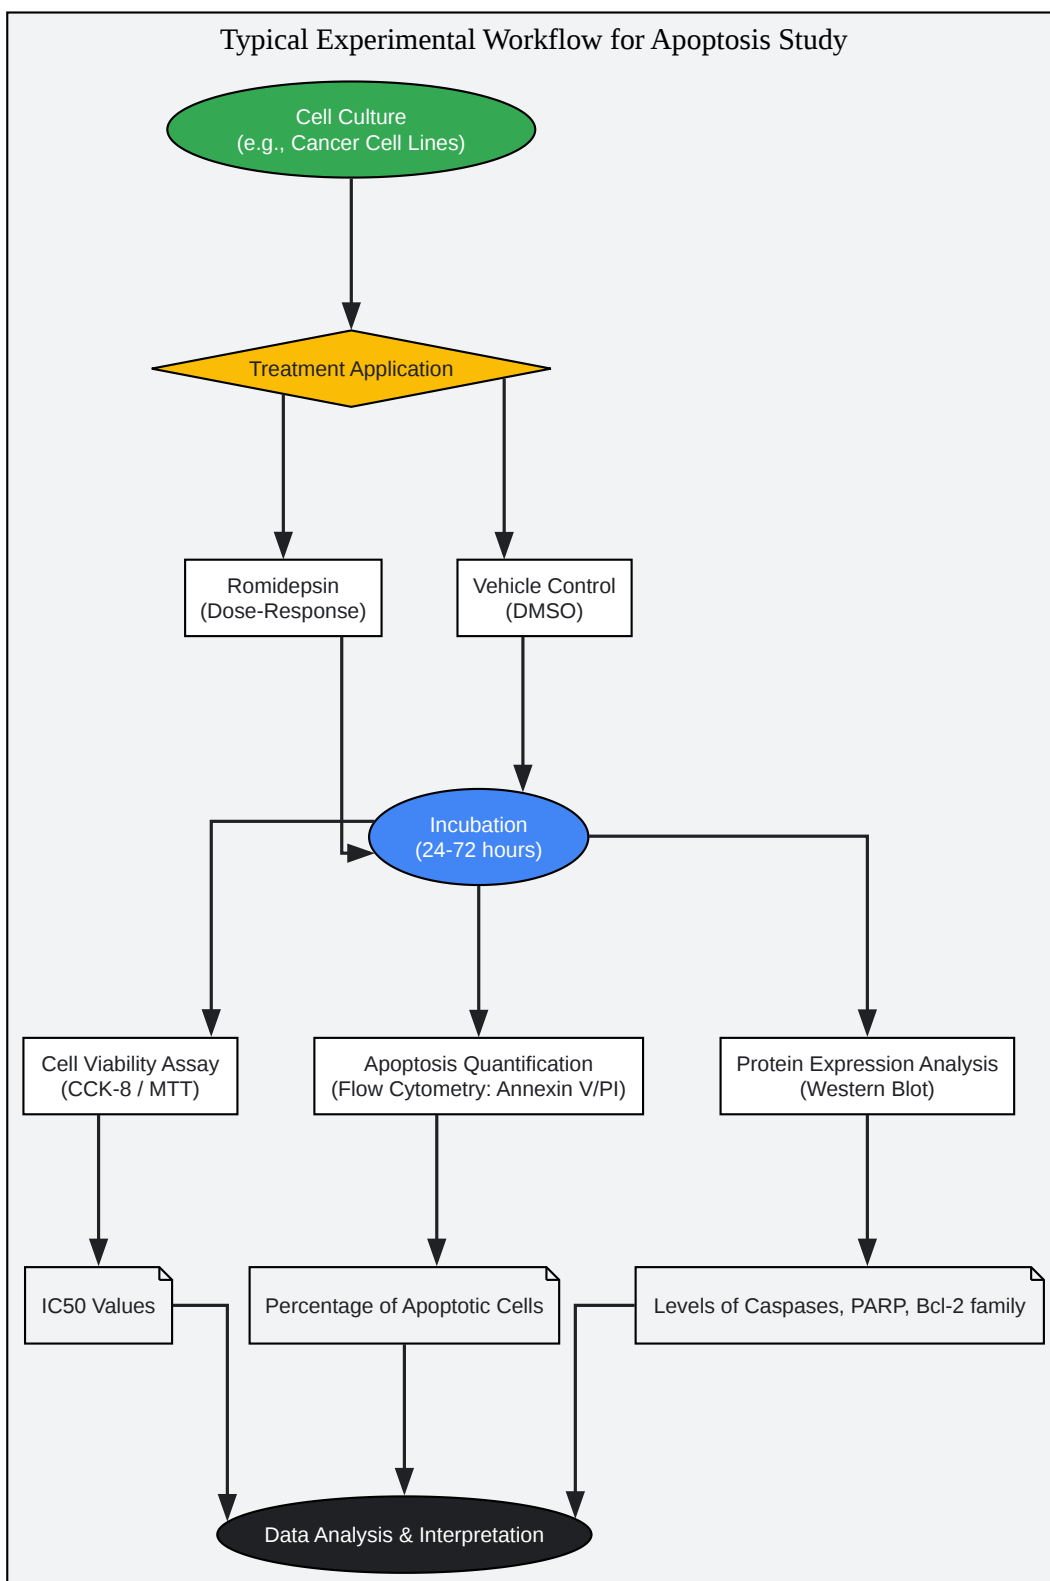 Typical Experimental Workflow for Apoptosis Study
Cell Culture
(e.g., Cancer Cell Lines)
Treatment Application
Romidepsin
(Dose-Response)
Vehicle Control
(DMSO)
Incubation
(24-72 hours)
Cell Viability Assay
(CCK-8 / MTT)
Apoptosis Quantification
(Flow Cytometry: Annexin V/PI)
Protein Expression Analysis
(Western Blot)
IC50 Values
Percentage of Apoptotic Cells
Levels of Caspases, PARP, Bcl-2 family
Data Analysis & Interpretation